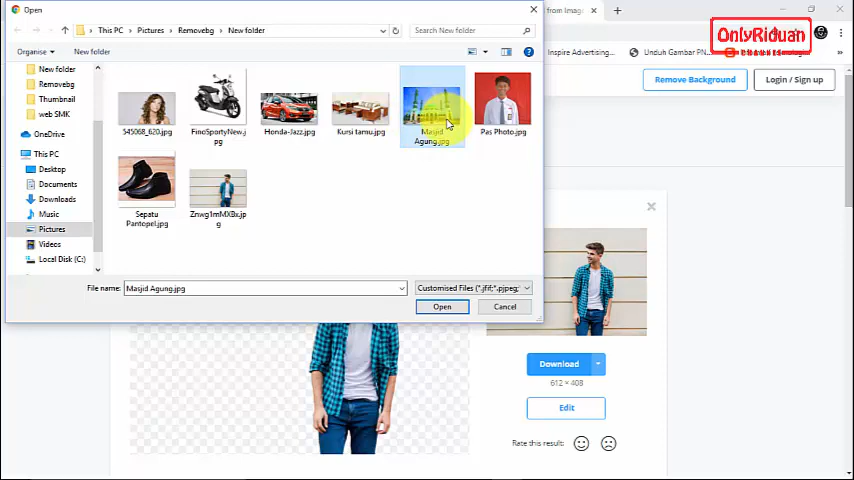 Open
from Imag
OnlyRiduan
This PC
Pictures
Removebg
New folder
Search New folder
Organise
New folder
Inspire Advertising...
Unduh Gambar PN
New folder
Removebg
Thumbnail
web SMK
OneDrive
This PC
Desktop
Documents
Downloads
Music
Pictures
Videos
Local Disk (C:)
545068_620.jpg
FinoSportyNew.j
pg
Honda-Jazz.jpg
Kursi tamu.jpg
Masjid
Agung.jpg
Pas Photo.jpg
Sepatu
Pantopel.jpg
Znwg1mMXBx.jp
g
Remove Background
Login / Sign up
File name:
Masjid Agung.jpg
Customised Files (*.jfif;*.pjpeg;
Open
Cancel
Download
612 × 408
Edit
Rate this result: